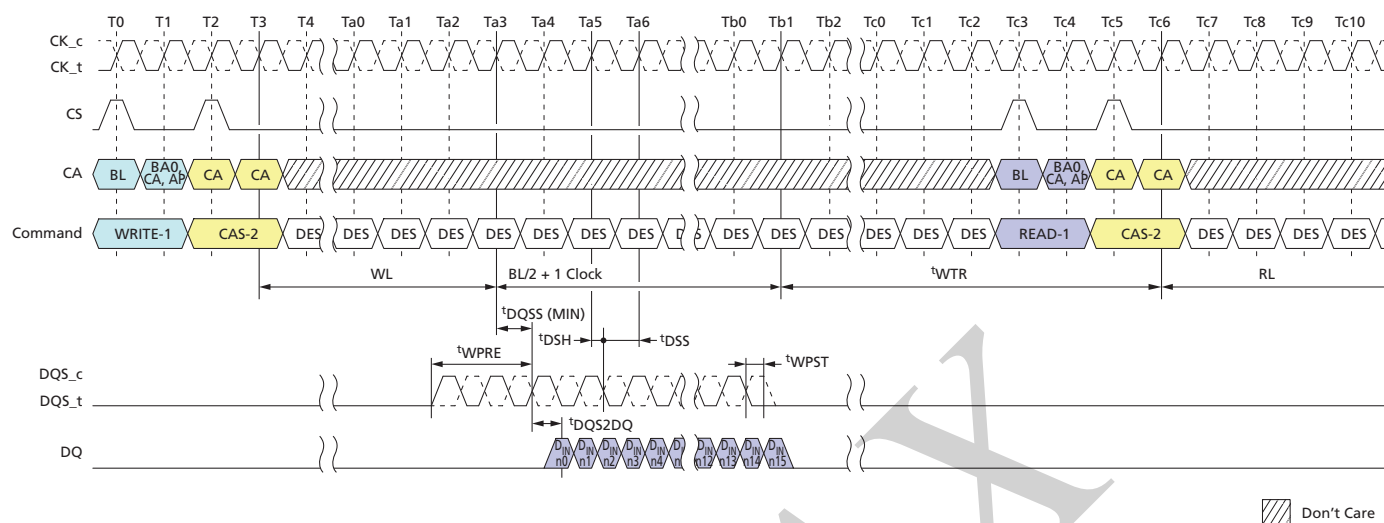 T0 T1 T2 T3 T4 Ta0 Ta1 Ta2 Ta3 Ta4 Ta5 Ta6 Tb0 Tb1 Tb2 Tc0 Tc1 Tc2 Tc3 Tc4 Tc5 Tc6 Tc7 Tc8 Tc9 Tc10
CK_c
CK_t
CS
CA BL BA0 CA, AP CA CA BL BA0 CA, AP CA CA
Command WRITE-1 CAS-2 DES DES DES DES DES DES DES DES DES DES DES DES DES DES DES READ-1 CAS-2 DES DES DES DES
WL BL/2 + 1 Clock tWTR RL
tDQSS (MIN)
tDSH tDSS
tWPRE tWPST
DQS_c
DQS_t
tDQS2DQ
DQ DIN n0 DIN n1 DIN n2 DIN n3 DIN n4 DIN n12 DIN n13 DIN n14 DIN n15
Don't Care